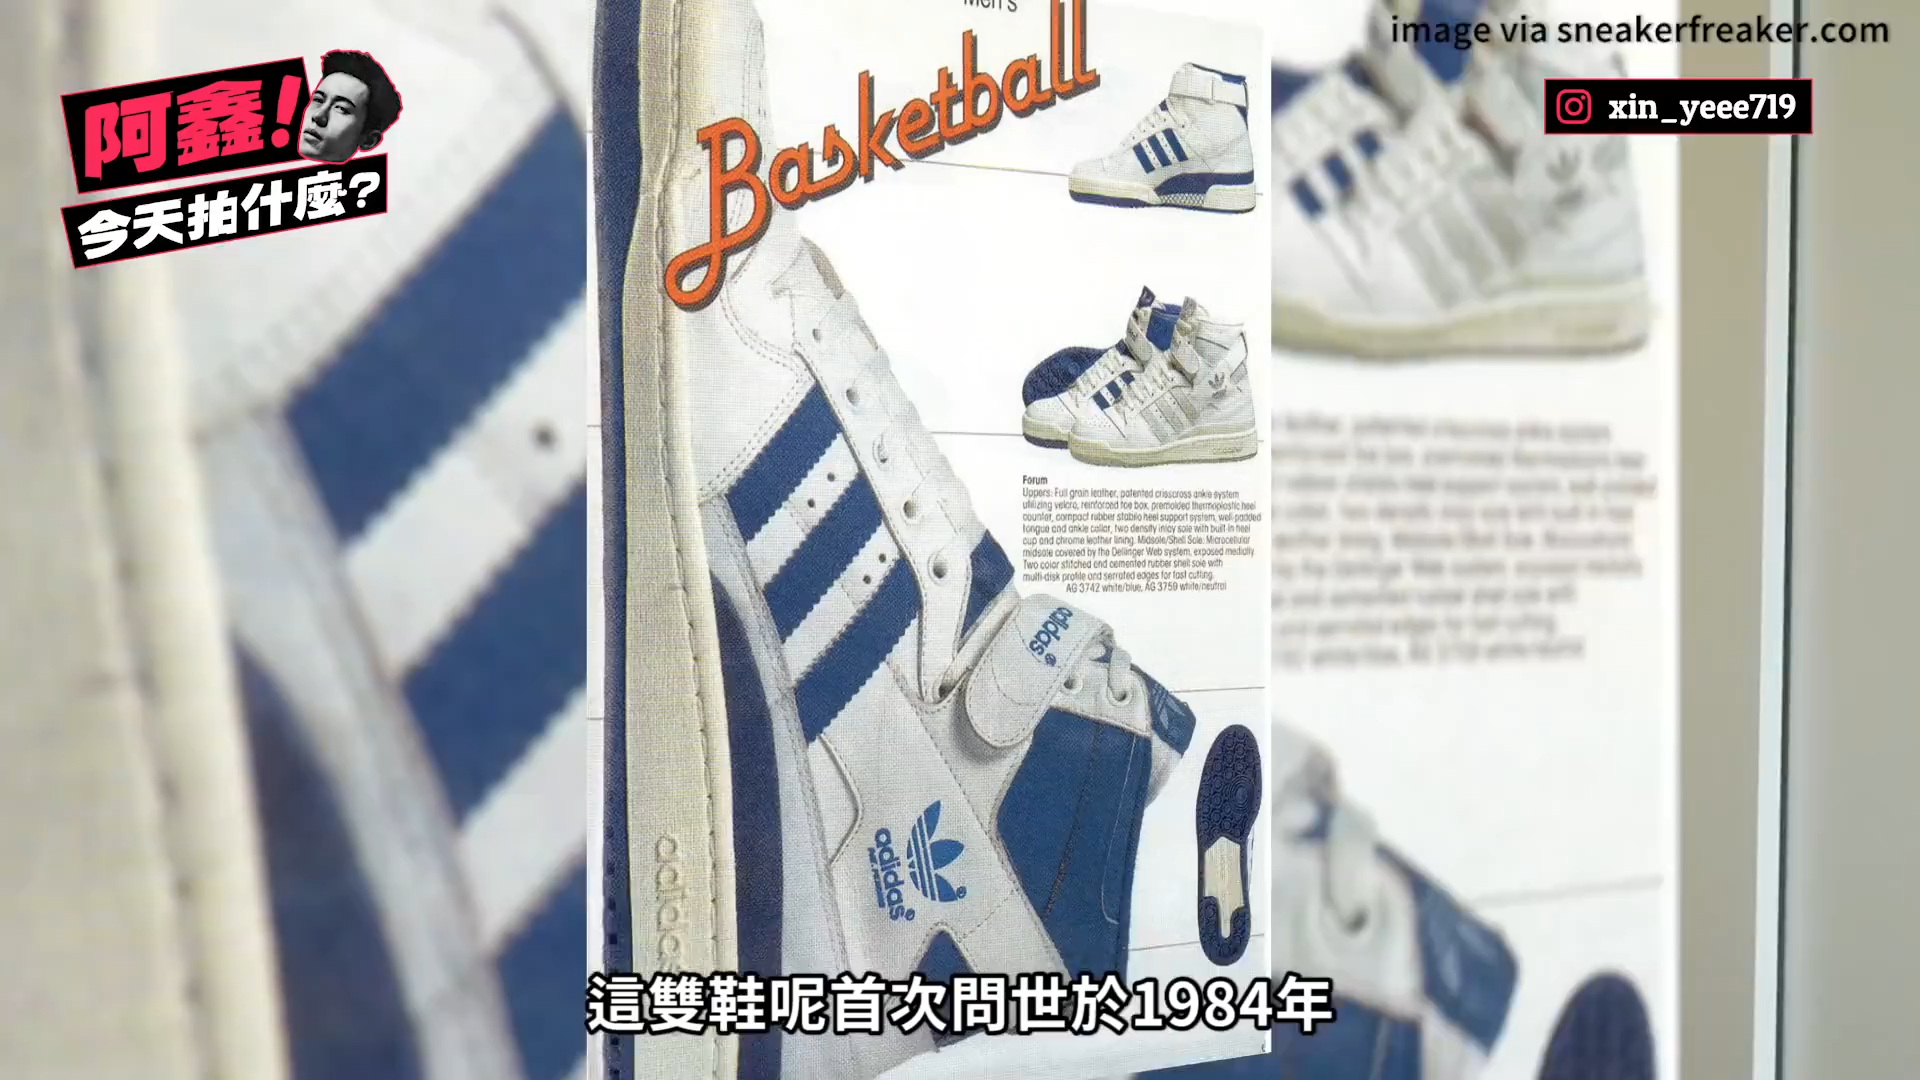 image via sneakerfreaker.com
阿鑫!
今天拍什麼?
xin_yeee719
Men's
Basketball
Forum
Uppers: Full grain leather, patented crisscross ankle system
utilizing velcro, reinforced toe box, premolded thermoplastic heel
counter, compact rubber stabilo heel support system, well-padded
tongue and ankle collar, two density inlay sole with built-in heel
cup and chrome leather lining. Midsole/Shell Sole: Microcellular
midsole covered by the Dellinger Web system, exposed medially.
Two color stitched and cemented rubber shell sole with
multi-disk profile and serrated edges for fast cutting.
AG 3742 white/blue, AG 3759 white/neutral
adidas®
adidas®
adidas
這雙鞋呢首次問世於1984年